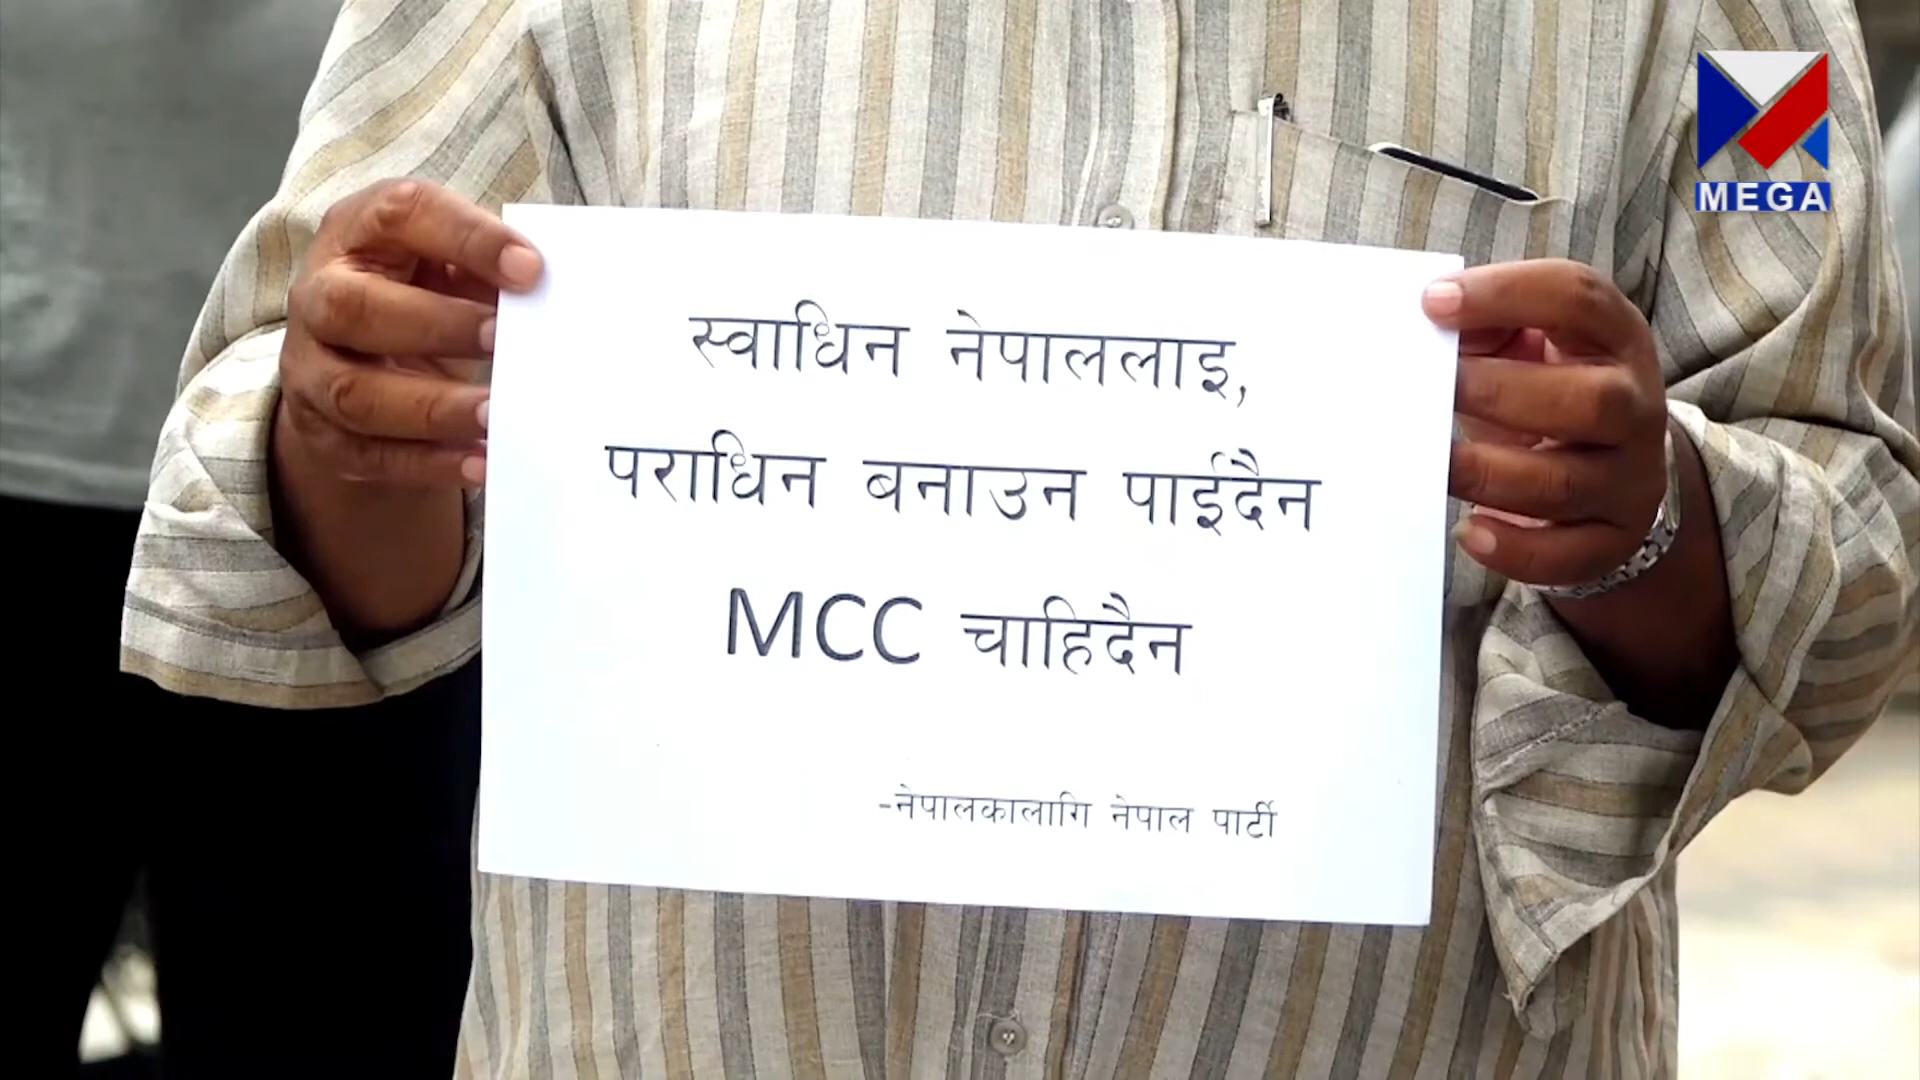 MEGA
स्वाधिन नेपाललाइ,
पराधिन बनाउन पाईदैन
MCC चाहिदैन
-नेपालकालागि नेपाल पार्टी